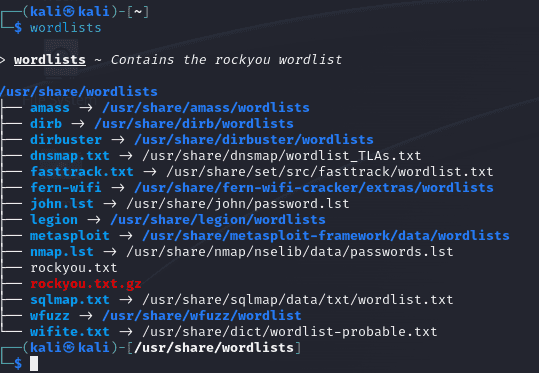 ┌──(kali㉿kali)-[~]
└─$ wordlists
> wordlists ~ Contains the rockyou wordlist
/usr/share/wordlists
├── amass → /usr/share/amass/wordlists
├── dirb → /usr/share/dirb/wordlists
├── dirbuster → /usr/share/dirbuster/wordlists
├── dnsmap.txt → /usr/share/dnsmap/wordlist_TLAs.txt
├── fasttrack.txt → /usr/share/set/src/fasttrack/wordlist.txt
├── fern-wifi → /usr/share/fern-wifi-cracker/extras/wordlists
├── john.lst → /usr/share/john/password.lst
├── legion → /usr/share/legion/wordlists
├── metasploit → /usr/share/metasploit-framework/data/wordlists
├── nmap.lst → /usr/share/nmap/nselib/data/passwords.lst
├── rockyou.txt
├── rockyou.txt.gz
├── sqlmap.txt → /usr/share/sqlmap/data/txt/wordlist.txt
├── wfuzz → /usr/share/wfuzz/wordlist
└── wifite.txt → /usr/share/dict/wordlist-probable.txt
┌──(kali㉿kali)-[/usr/share/wordlists]
└─$